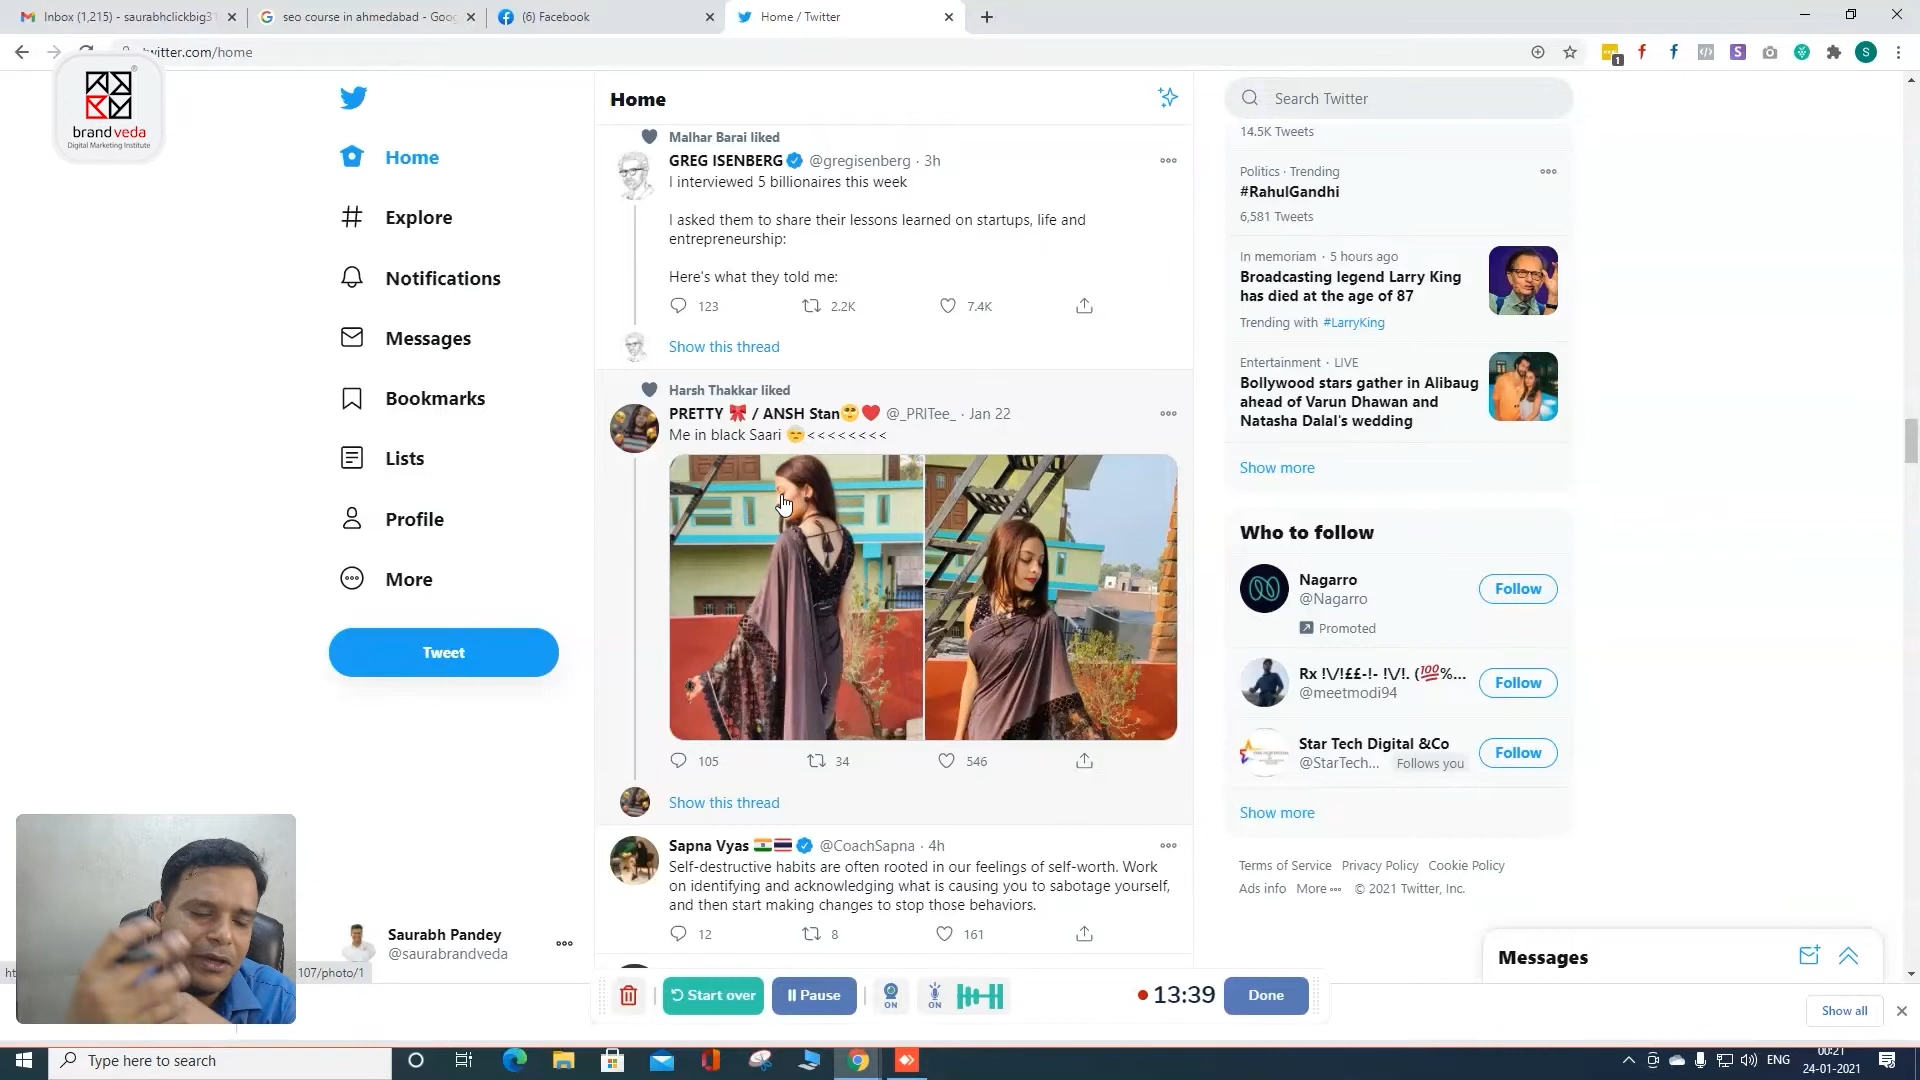 Inbox (1,215) - saurabhclickbig31
seo course in ahmedabad - Goo
(6) Facebook
Home / Twitter
twitter.com/home
1
S
S
brand veda
Digital Marketing Institute
Home
Explore
Notifications
Messages
Bookmarks
Lists
Profile
More
Tweet
Saurabh Pandey
@saurabrandveda
107/photo/1
Home
Malhar Barai liked
GREG ISENBERG @gregisenberg · 3h
I interviewed 5 billionaires this week
I asked them to share their lessons learned on startups, life and
entrepreneurship:
Here's what they told me:
123 2.2K 7.4K
Show this thread
Harsh Thakkar liked
PRETTY 🎀 / ANSH Stan🥺❤️ @_PRITee_ · Jan 22
Me in black Saari 😌<<<<<<<<
105 34 546
Show this thread
Sapna Vyas 🇮🇳🇹🇭 @CoachSapna · 4h
Self-destructive habits are often rooted in our feelings of self-worth. Work
on identifying and acknowledging what is causing you to sabotage yourself,
and then start making changes to stop those behaviors.
12 8 161
Search Twitter
14.5K Tweets
Politics · Trending
#RahulGandhi
6,581 Tweets
In memoriam · 5 hours ago
Broadcasting legend Larry King
has died at the age of 87
Trending with #LarryKing
Entertainment · LIVE
Bollywood stars gather in Alibaug
ahead of Varun Dhawan and
Natasha Dalal's wedding
Show more
Who to follow
Nagarro
@Nagarro
Follow
Promoted
Rx !\/!££-!- !\/!. (💯%...
@meetmodi94
Follow
Star Tech Digital &Co
@StarTech... Follows you
Follow
Show more
Terms of Service Privacy Policy Cookie Policy
Ads info More ··· © 2021 Twitter, Inc.
Messages
Start over
Pause
ON
ON
13:39
Done
Show all
Type here to search
ENG
00:21
24-01-2021